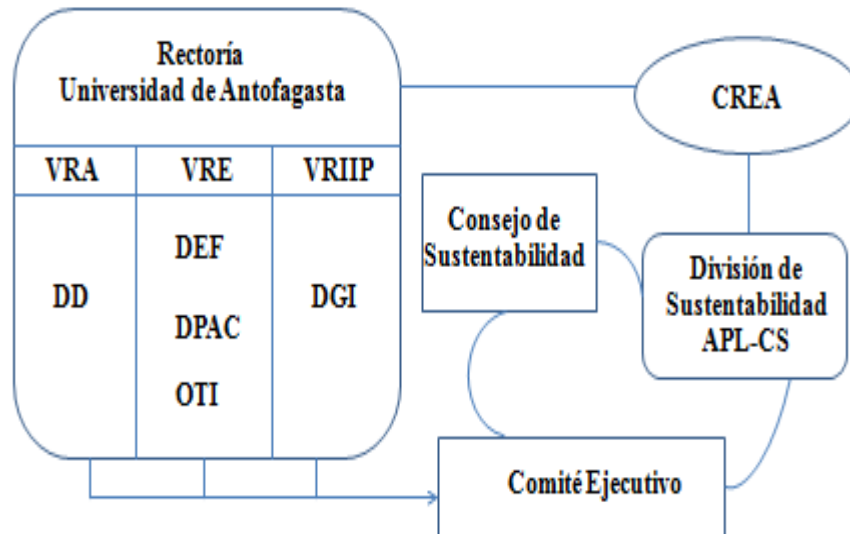 Rectoría
Universidad de Antofagasta
CREA
VRA
VRE
VRIIP
DD
DEF
DPAC
OTI
DGI
Consejo de
Sustentabilidad
División de
Sustentabilidad
APL-CS
Comité Ejecutivo